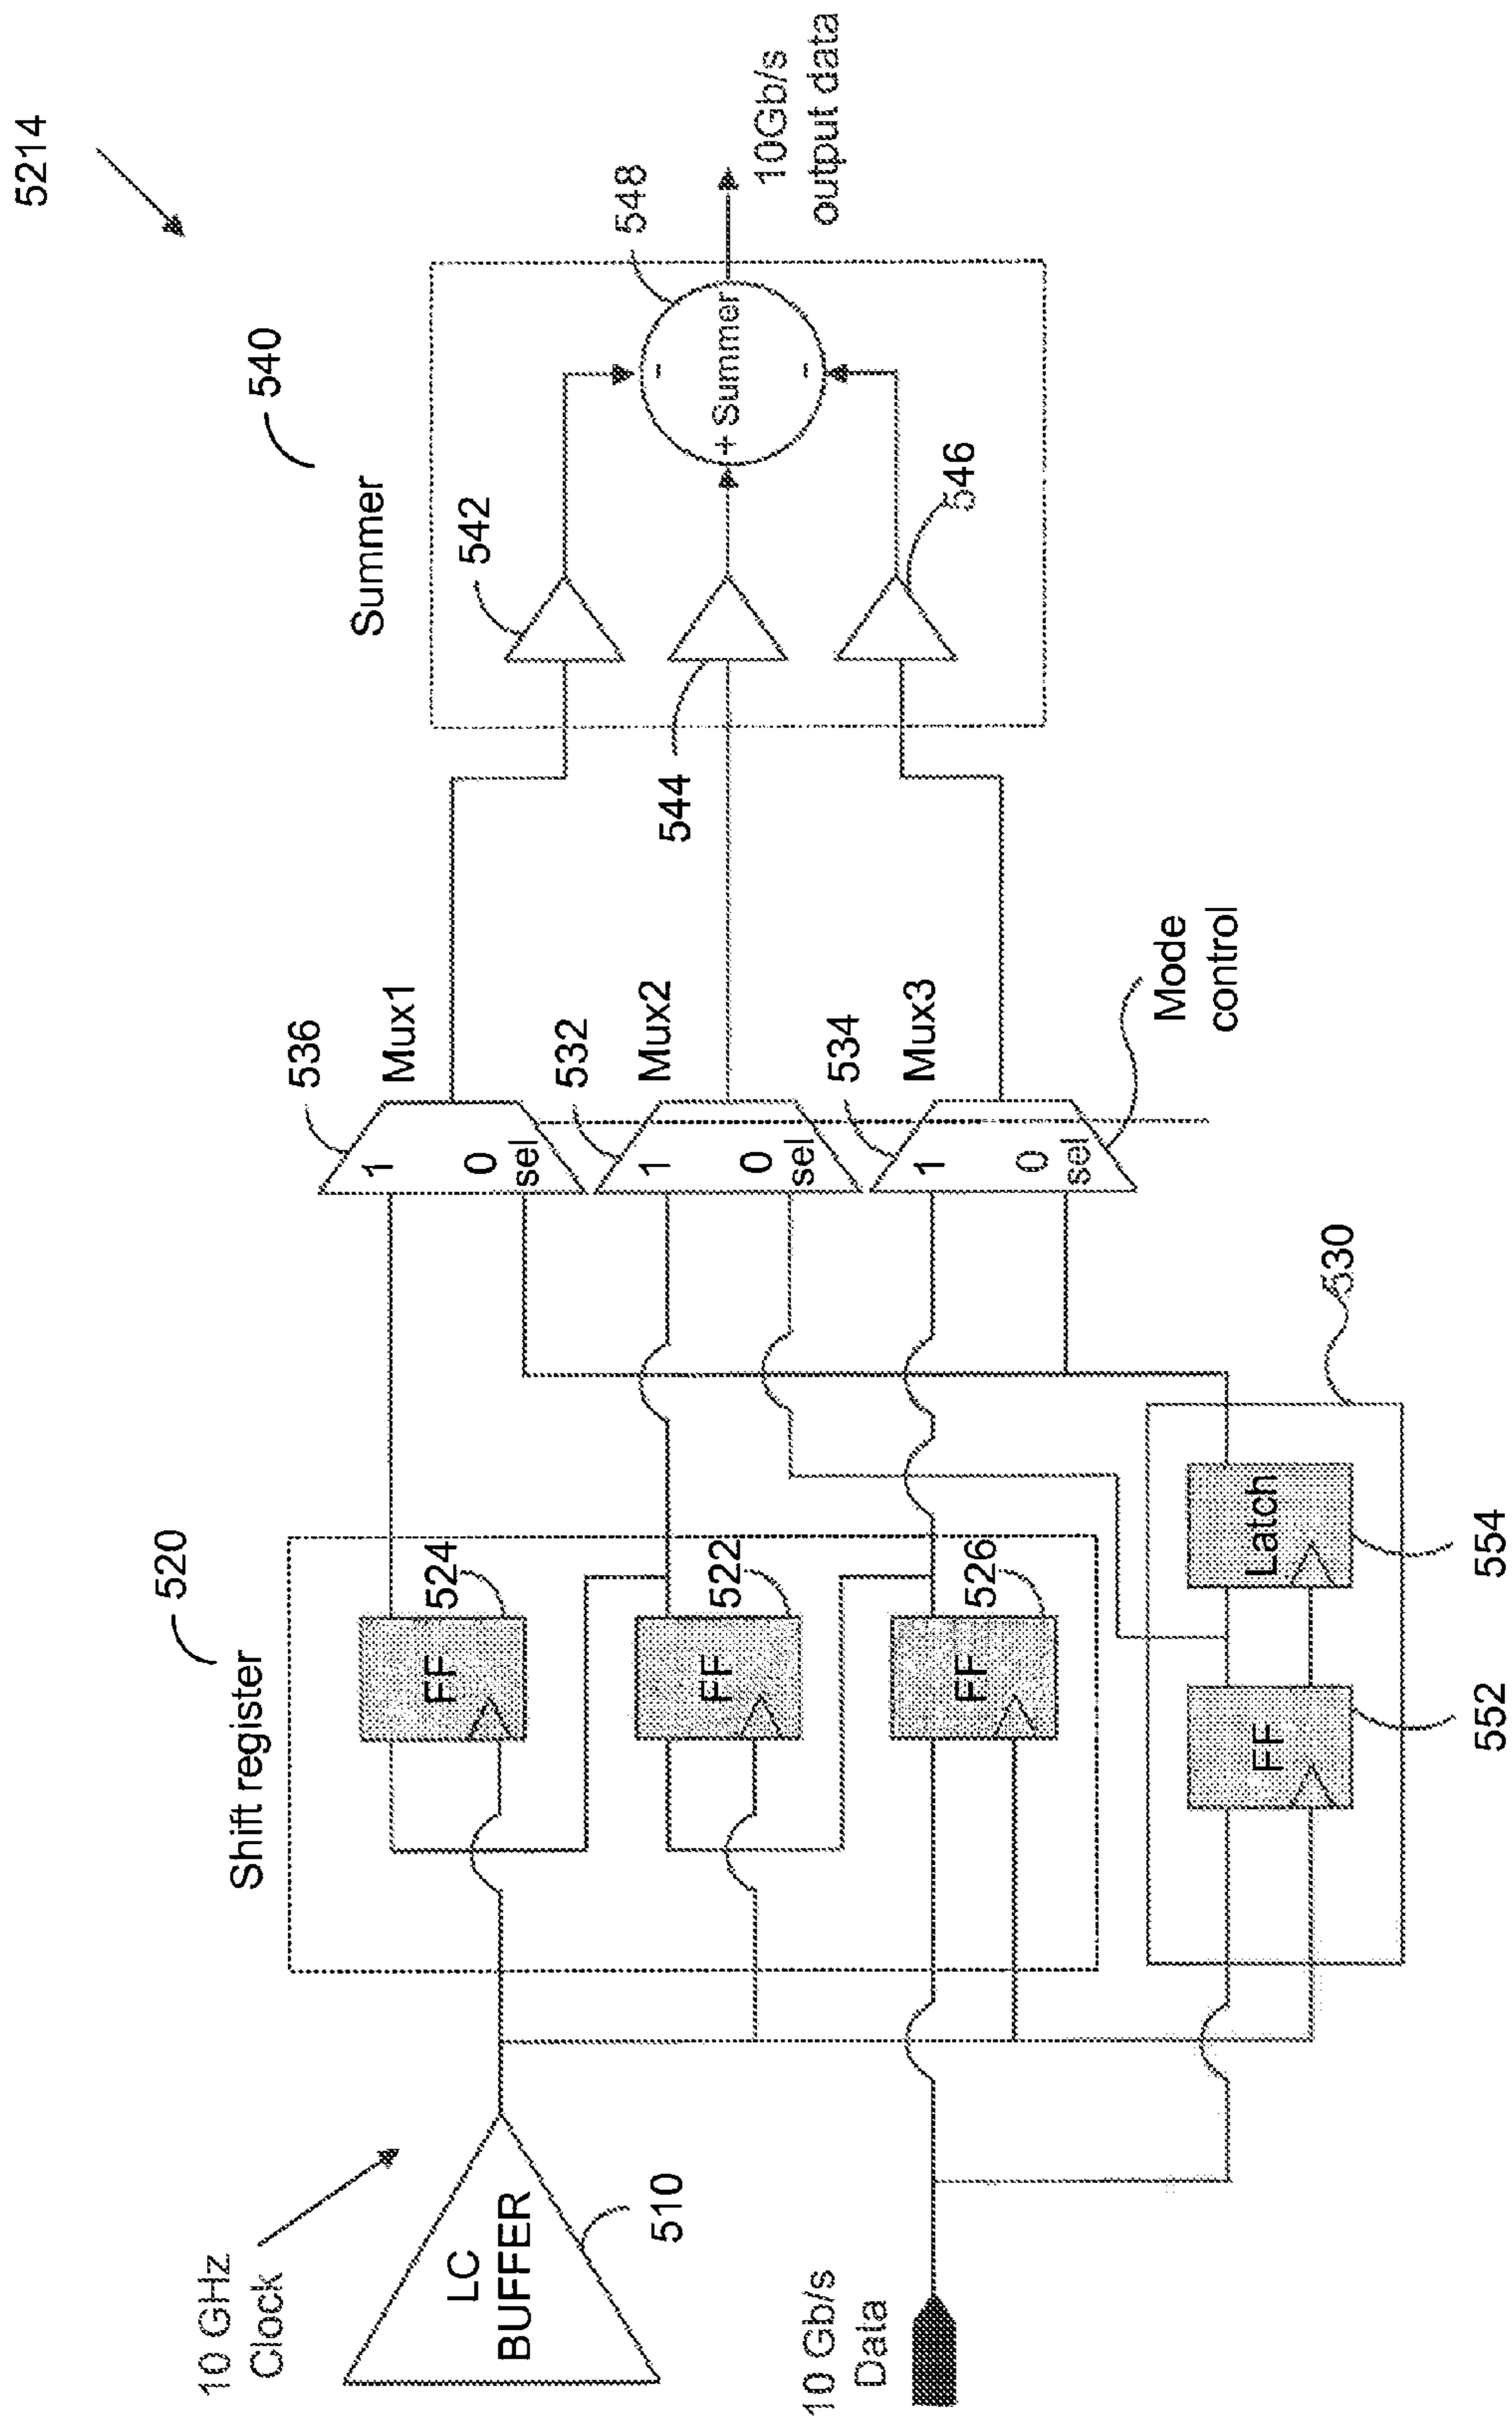 5214
540
Summer
542
544
546
548
+ Summer
-
-
10Gb/s
output data
536
Mux1
1
0
sel
532
Mux2
1
0
sel
534
Mux3
1
0
sel
Mode
control
520
Shift register
FF
524
FF
522
FF
526
530
FF
552
Latch
554
10 GHz
Clock
LC
BUFFER
510
10 Gb/s
Data